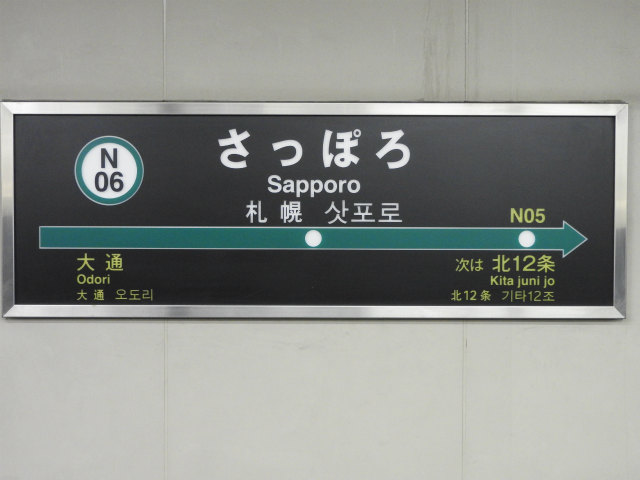 N
06
さっぽろ
Sapporo
札幌 삿포로
N05
大通
Odori
大通 오도리
次は 北12条
Kita juni jo
北12条 기타12조